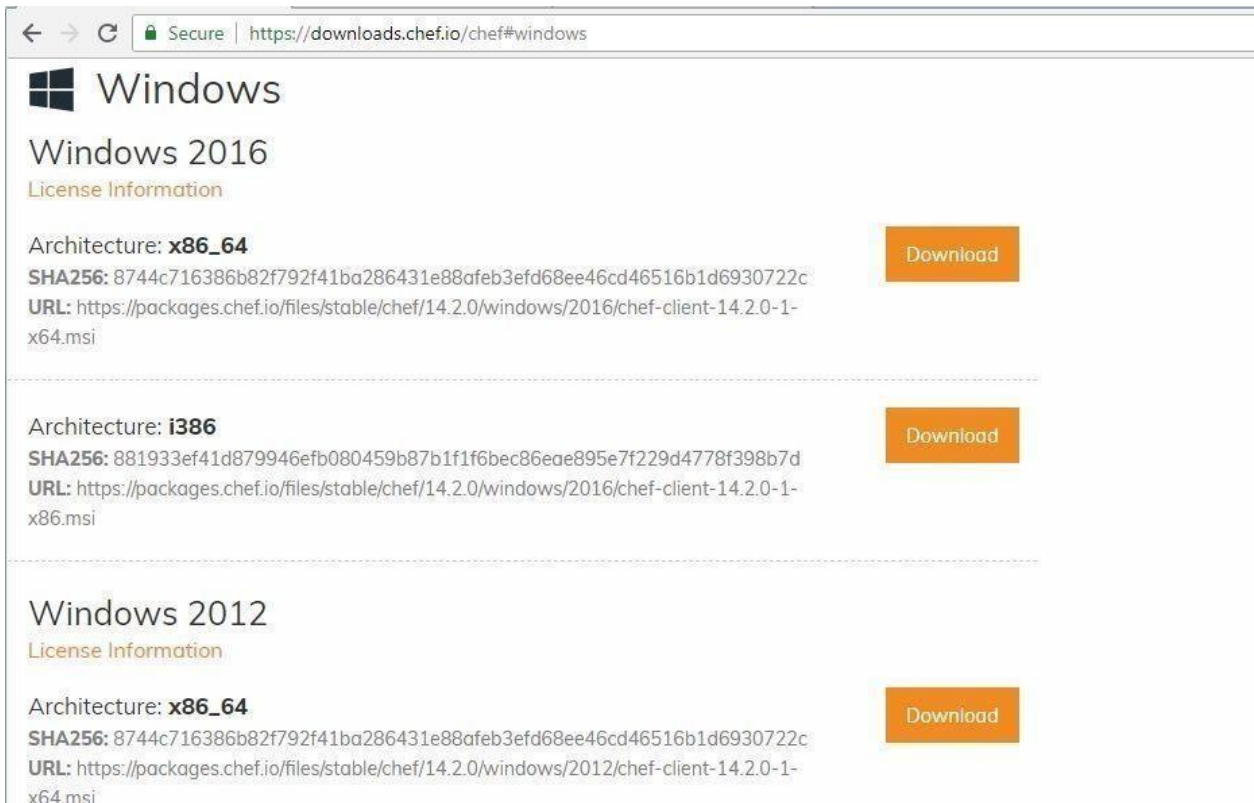 Secure | https://downloads.chef.io/chef#windows
Windows
Windows 2016
License Information
Architecture: x86_64
Download
SHA256: 8744c716386b82f792f41ba286431e88afeb3efd68ee46cd46516b1d6930722c
URL: https://packages.chef.io/files/stable/chef/14.2.0/windows/2016/chef-client-14.2.0-1-
x64.msi
Architecture: i386
Download
SHA256: 881933ef41d879946efb080459b87b1f1f6bec86eae895e7f229d4778f398b7d
URL: https://packages.chef.io/files/stable/chef/14.2.0/windows/2016/chef-client-14.2.0-1-
x86.msi
Windows 2012
License Information
Architecture: x86_64
Download
SHA256: 8744c716386b82f792f41ba286431e88afeb3efd68ee46cd46516b1d6930722c
URL: https://packages.chef.io/files/stable/chef/14.2.0/windows/2012/chef-client-14.2.0-1-
x64.msi